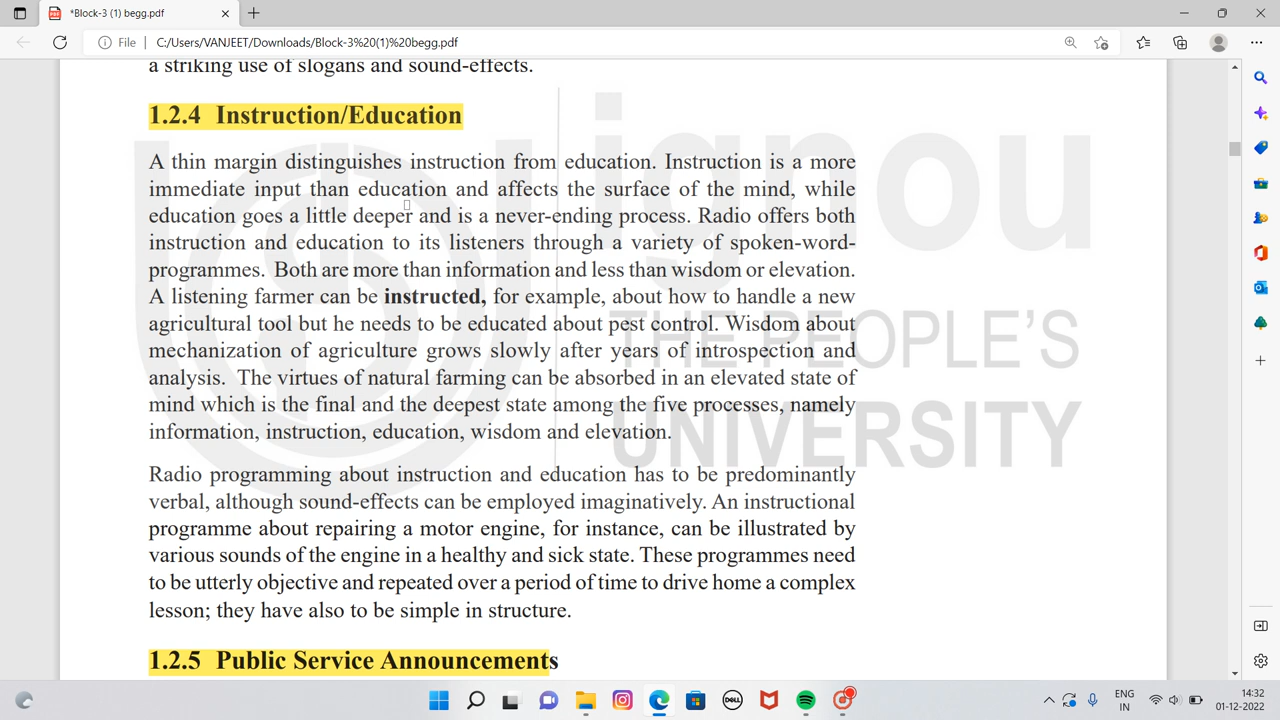 *Block-3 (1) begg.pdf
File
C:/Users/VANJEET/Downloads/Block-3%20(1)%20begg.pdf
a striking use of slogans and sound-effects.
1.2.4 Instruction/Education
A thin margin distinguishes instruction from education. Instruction is a more
immediate input than education and affects the surface of the mind, while
education goes a little deeper and is a never-ending process. Radio offers both
instruction and education to its listeners through a variety of spoken-word-
programmes. Both are more than information and less than wisdom or elevation.
A listening farmer can be instructed, for example, about how to handle a new
agricultural tool but he needs to be educated about pest control. Wisdom about
mechanization of agriculture grows slowly after years of introspection and
analysis. The virtues of natural farming can be absorbed in an elevated state of
mind which is the final and the deepest state among the five processes, namely
information, instruction, education, wisdom and elevation.
Radio programming about instruction and education has to be predominantly
verbal, although sound-effects can be employed imaginatively. An instructional
programme about repairing a motor engine, for instance, can be illustrated by
various sounds of the engine in a healthy and sick state. These programmes need
to be utterly objective and repeated over a period of time to drive home a complex
lesson; they have also to be simple in structure.
1.2.5 Public Service Announcements
ignou
THE PEOPLE'S
UNIVERSITY
DELL
ENG
IN
14:32
01-12-2022